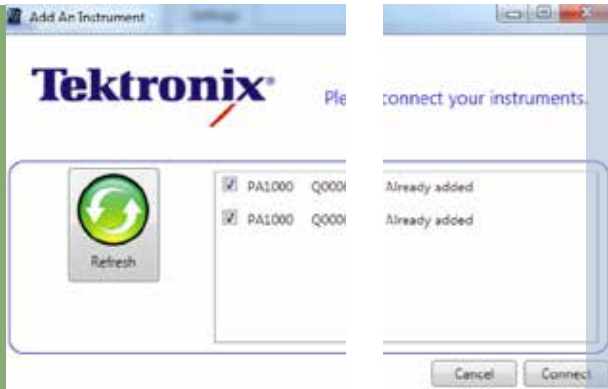 Add An Instrument
Tektronix®
Ple connect your instruments.
PA1000 Q000 Already added
PA1000 Q000 Already added
Refresh
Cancel Connect